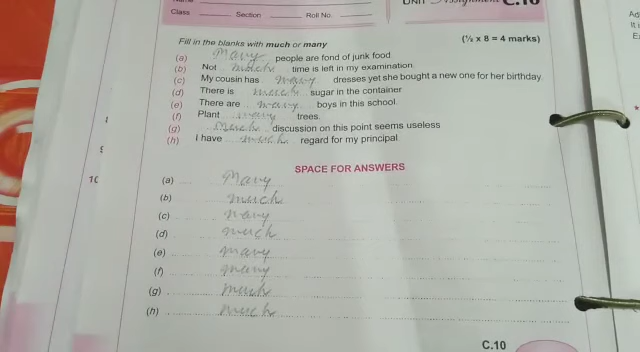 Class Section Roll No.
C.10
Fill in the blanks with much or many (½ x 8 = 4 marks)
(a) Many people are fond of junk food
(b) Not much time is left in my examination
(c) My cousin has many dresses yet she bought a new one for her birthday
(d) There is much sugar in the container
(e) There are many boys in this school
(f) Plant many trees.
(g) Much discussion on this point seems useless
(h) I have much regard for my principal
SPACE FOR ANSWERS
(a) Many
(b) much
(c) many
(d) much
(e) many
(f) many
(g) much
(h) much
C.10